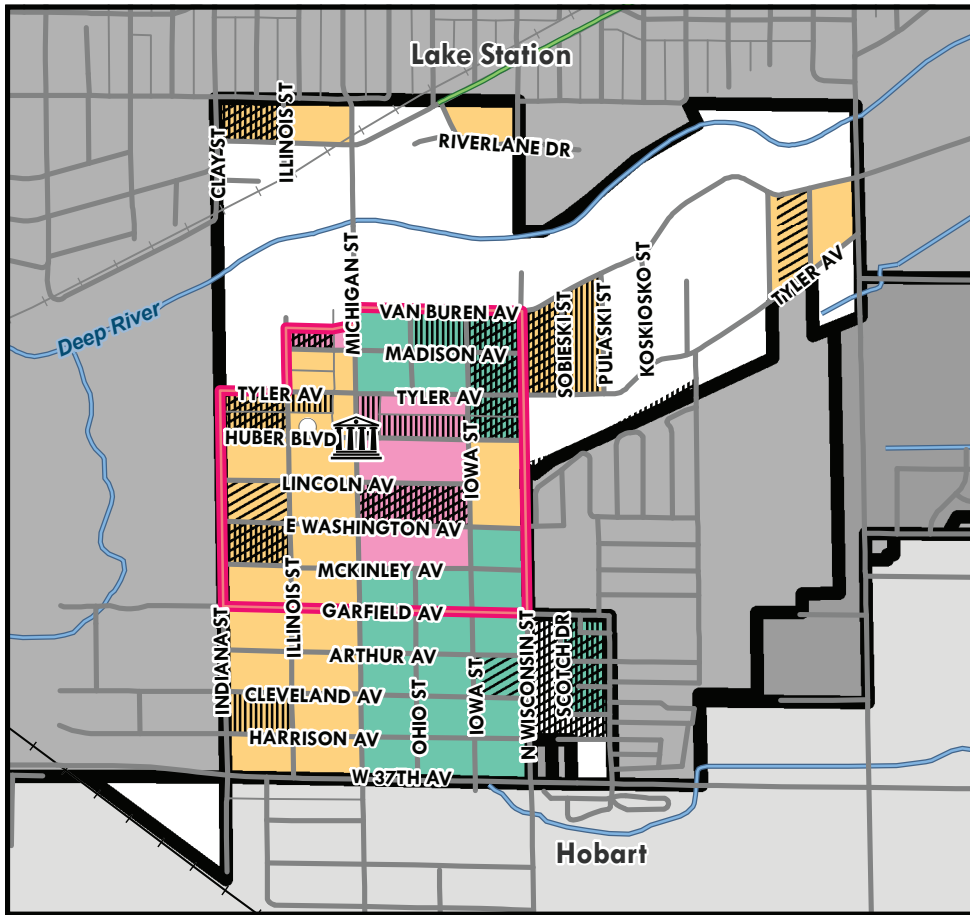 Lake Station
ILLINOIS ST
CLAY ST
RIVERLANE DR
MICHIGAN ST
KOSKIOSKO ST
TYLER AV
Deep River
VAN BUREN AV
SOBIESKI ST
PULASKI ST
MADISON AV
TYLER AV
TYLER AV
HUBER BLVD
IOWA ST
LINCOLN AV
E WASHINGTON AV
MCKINLEY AV
ILLINOIS ST
GARFIELD AV
INDIANA ST
ARTHUR AV
IOWA ST
N WISCONSIN ST
SCOTCH DR
CLEVELAND AV
OHIO ST
HARRISON AV
W 37TH AV
Hobart